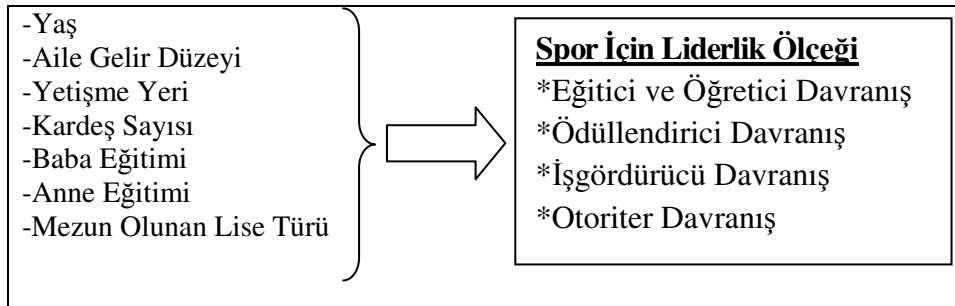 -Yaş
-Aile Gelir Düzeyi
-Yetişme Yeri
-Kardeş Sayısı
-Baba Eğitimi
-Anne Eğitimi
-Mezun Olunan Lise Türü
Spor İçin Liderlik Ölçeği
*Eğitici ve Öğretici Davranış
*Ödüllendirici Davranış
*İşgördürücü Davranış
*Otoriter Davranış